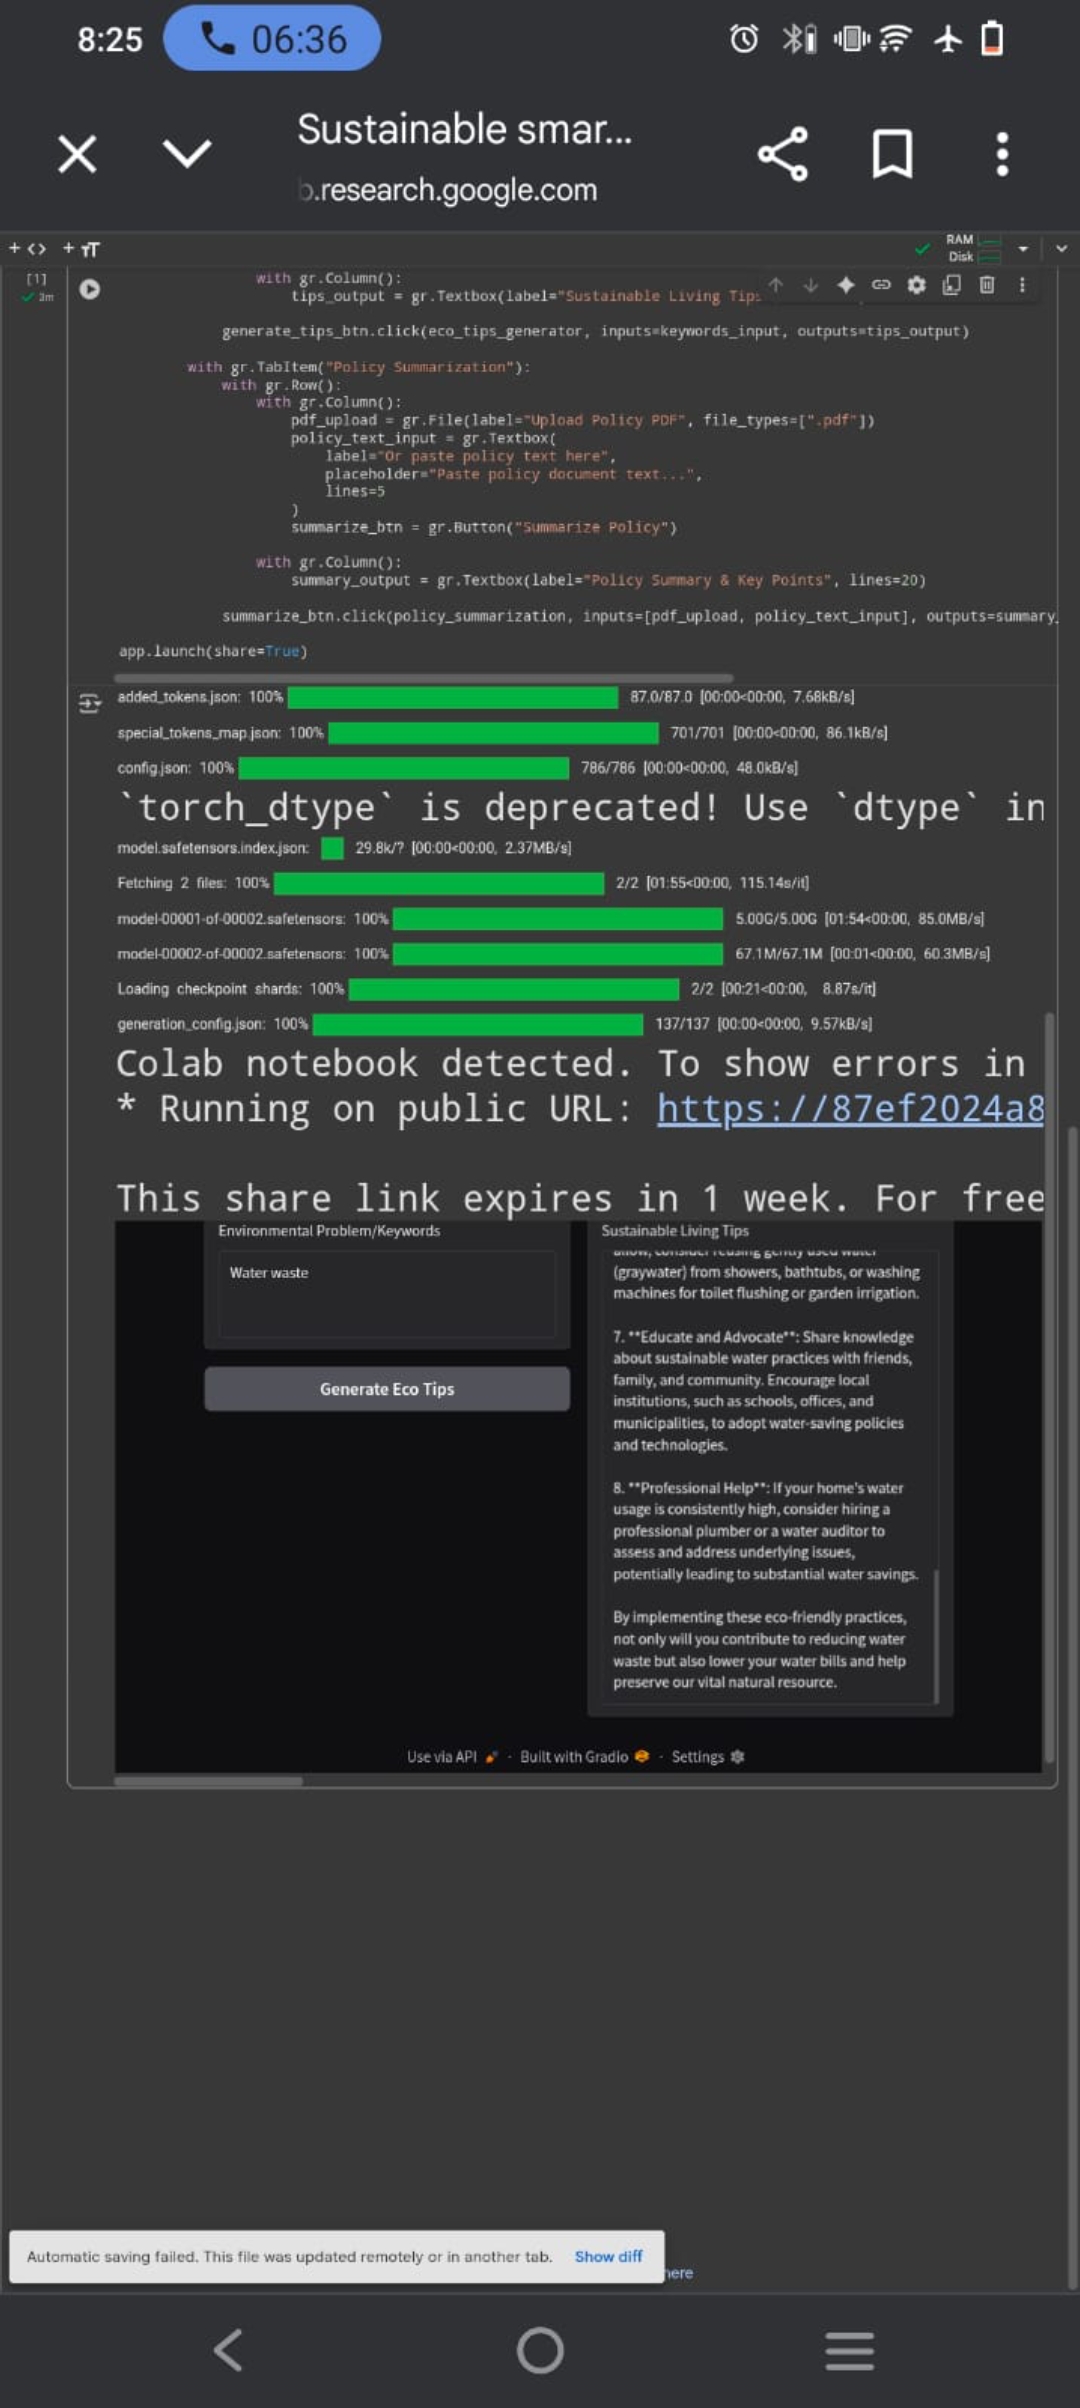 8:25 06:36
Sustainable smar...
b.research.google.com
RAM
Disk
[1]
3m
with gr.Column():
tips_output = gr.Textbox(label="Sustainable Living Tips
generate_tips_btn.click(eco_tips_generator, inputs=keywords_input, outputs=tips_output)
with gr.TabItem("Policy Summarization"):
with gr.Row():
with gr.Column():
pdf_upload = gr.File(label="Upload Policy PDF", file_types=[".pdf"])
policy_text_input = gr.Textbox(
label="Or paste policy text here",
placeholder="Paste policy document text...",
lines=5
)
summarize_btn = gr.Button("Summarize Policy")
with gr.Column():
summary_output = gr.Textbox(label="Policy Summary & Key Points", lines=20)
summarize_btn.click(policy_summarization, inputs=[pdf_upload, policy_text_input], outputs=summary_
app.launch(share=True)
added_tokens.json: 100% 87.0/87.0 [00:00<00:00, 7.68kB/s]
special_tokens_map.json: 100% 701/701 [00:00<00:00, 86.1kB/s]
config.json: 100% 786/786 [00:00<00:00, 48.0kB/s]
`torch_dtype` is deprecated! Use `dtype` in
model.safetensors.index.json: 29.8k/? [00:00<00:00, 2.37MB/s]
Fetching 2 files: 100% 2/2 [01:55<00:00, 115.14s/it]
model-00001-of-00002.safetensors: 100% 5.00G/5.00G [01:54<00:00, 85.0MB/s]
model-00002-of-00002.safetensors: 100% 67.1M/67.1M [00:01<00:00, 60.3MB/s]
Loading checkpoint shards: 100% 2/2 [00:21<00:00, 8.87s/it]
generation_config.json: 100% 137/137 [00:00<00:00, 9.57kB/s]
Colab notebook detected. To show errors in
* Running on public URL: https://87ef2024a8
This share link expires in 1 week. For free
Environmental Problem/Keywords
Water waste
Generate Eco Tips
Sustainable Living Tips
allow, consider reusing gently used water
(graywater) from showers, bathtubs, or washing
machines for toilet flushing or garden irrigation.
7. **Educate and Advocate**: Share knowledge
about sustainable water practices with friends,
family, and community. Encourage local
institutions, such as schools, offices, and
municipalities, to adopt water-saving policies
and technologies.
8. **Professional Help**: If your home's water
usage is consistently high, consider hiring a
professional plumber or a water auditor to
assess and address underlying issues,
potentially leading to substantial water savings.
By implementing these eco-friendly practices,
not only will you contribute to reducing water
waste but also lower your water bills and help
preserve our vital natural resource.
Use via API · Built with Gradio · Settings
Automatic saving failed. This file was updated remotely or in another tab. Show diff
here